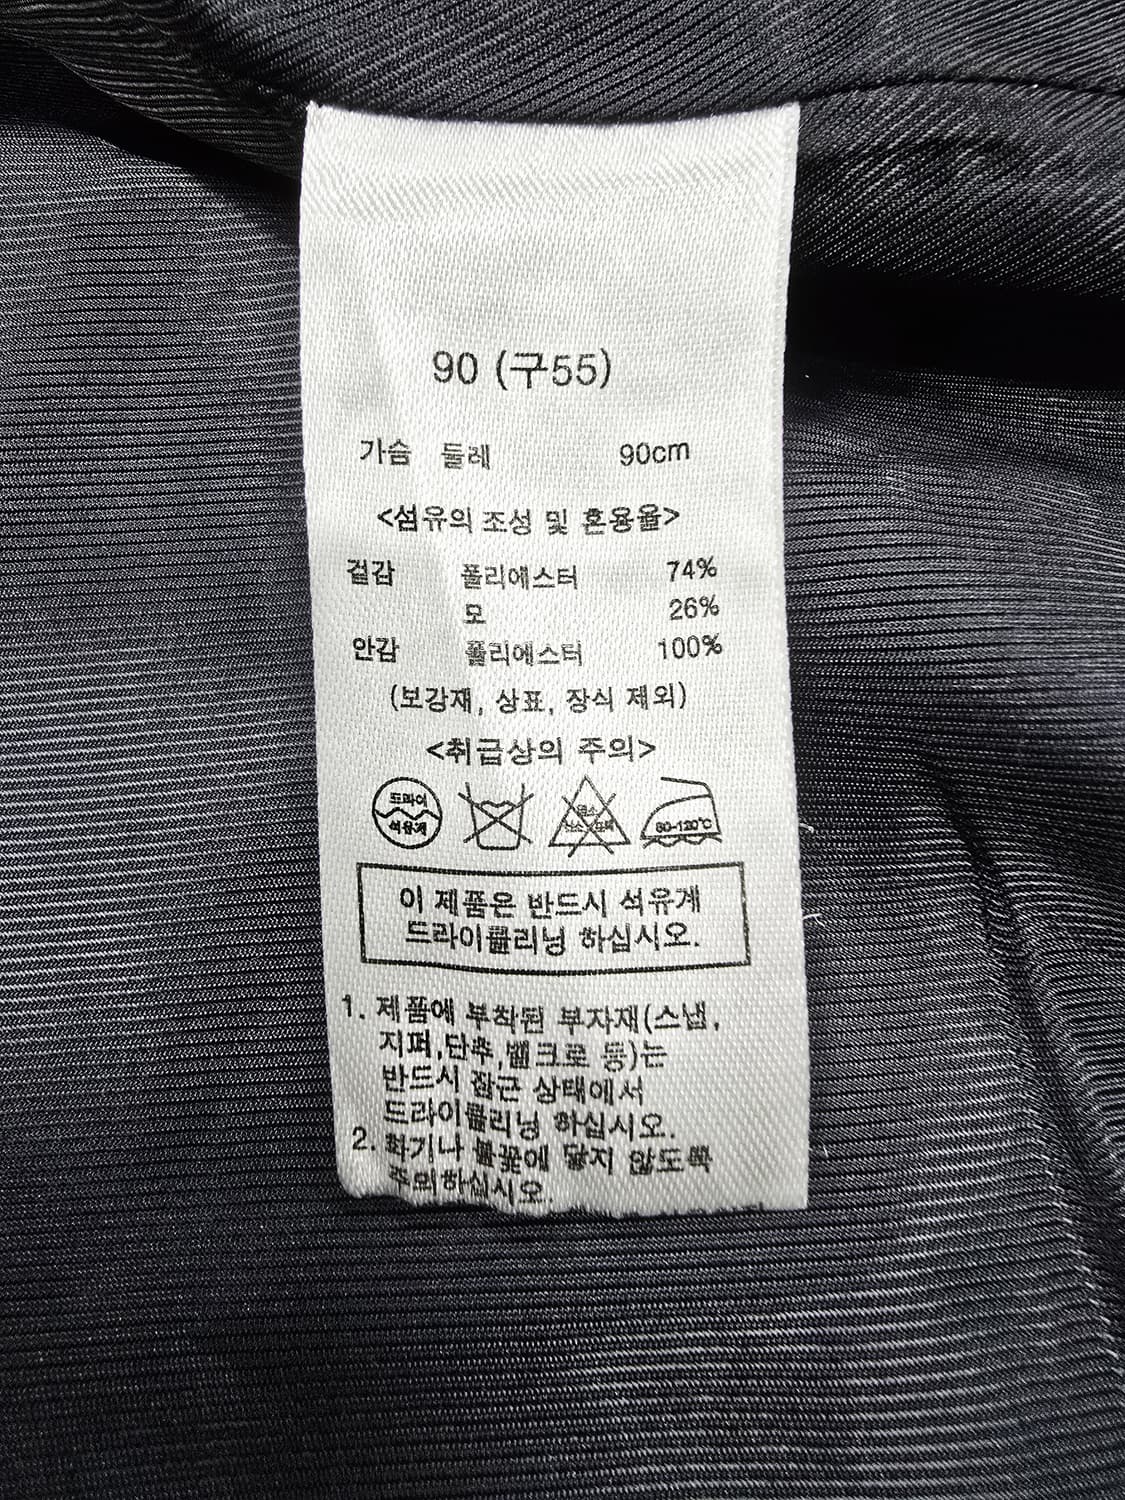 90 (구55)
가슴 둘레 90cm
<섬유의 조성 및 혼용율>
겉감 폴리에스터 74%
모 26%
안감 폴리에스터 100%
(보강재, 상표, 장식 제외)
<취급상의 주의>
드라이
석유계
염소
80-120℃
이 제품은 반드시 석유계
드라이클리닝 하십시오.
1. 제품에 부착된 부자재(스냅,
지퍼,단추,밸크로 등)는
반드시 잠근 상태에서
드라이클리닝 하십시오.
2. 화기나 불꽃에 닿지 않도록
주의하십시오.